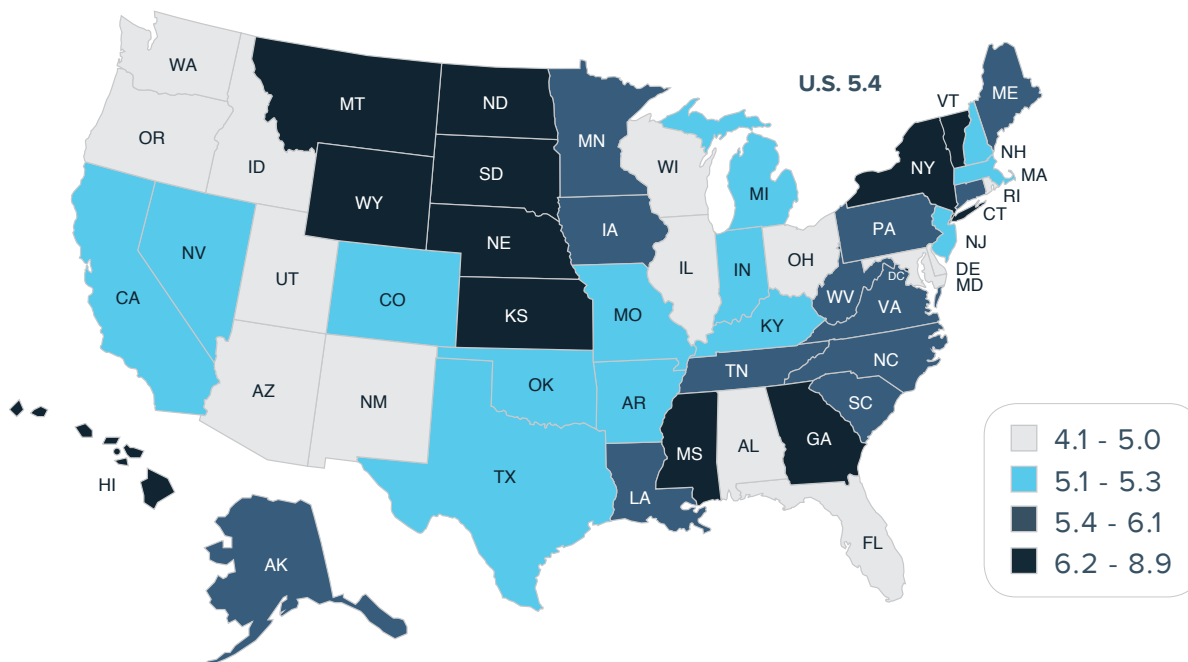 U.S. 5.4
WA
MT
ND
MN
VT
ME
OR
ID
SD
WI
NY
NH
MA
WY
MI
RI
CT
NE
IA
PA
NJ
NV
UT
IL
IN
OH
DE
DC
MD
CA
CO
KS
MO
WV
VA
KY
AZ
NM
OK
AR
TN
NC
SC
MS
AL
GA
TX
LA
HI
FL
AK
4.1 - 5.0
5.1 - 5.3
5.4 - 6.1
6.2 - 8.9